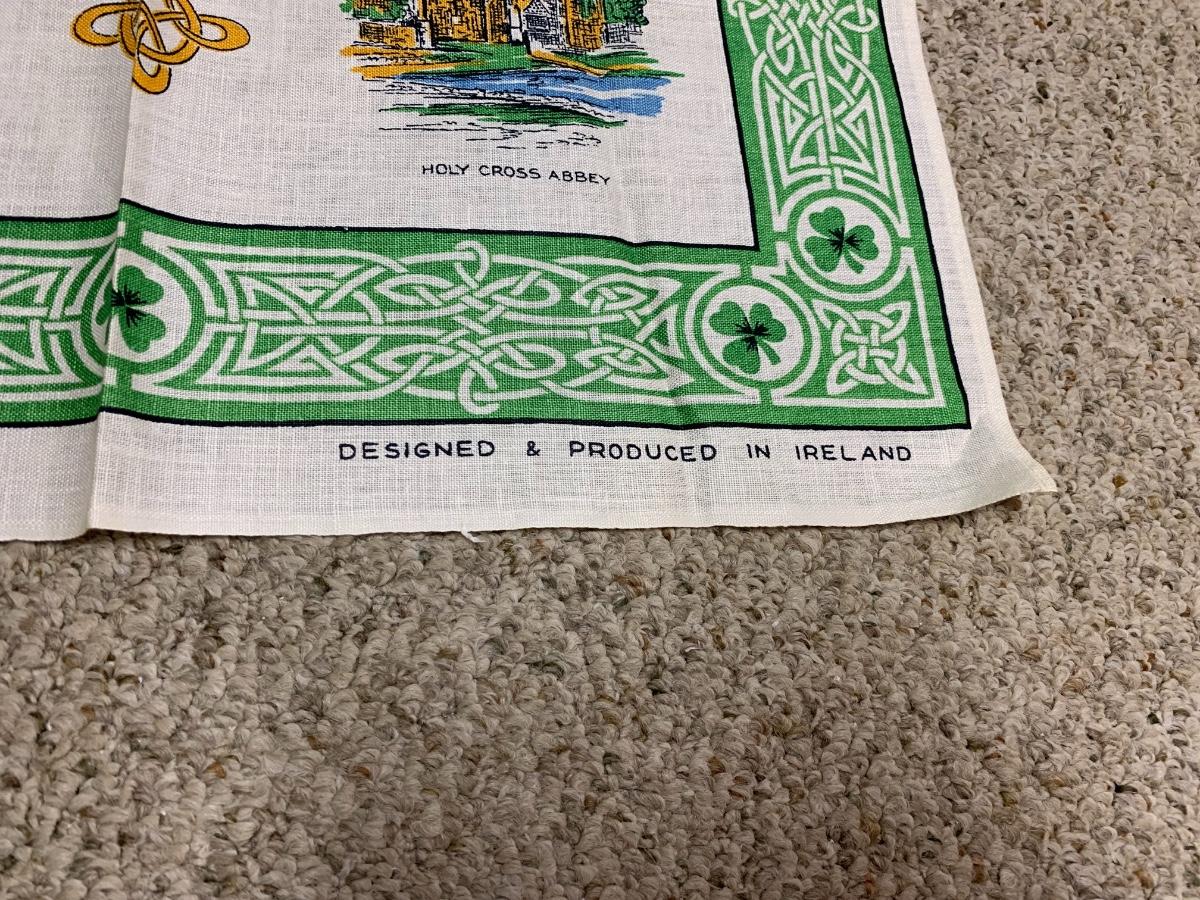 HOLY CROSS ABBEY
DESIGNED & PRODUCED IN IRELAND